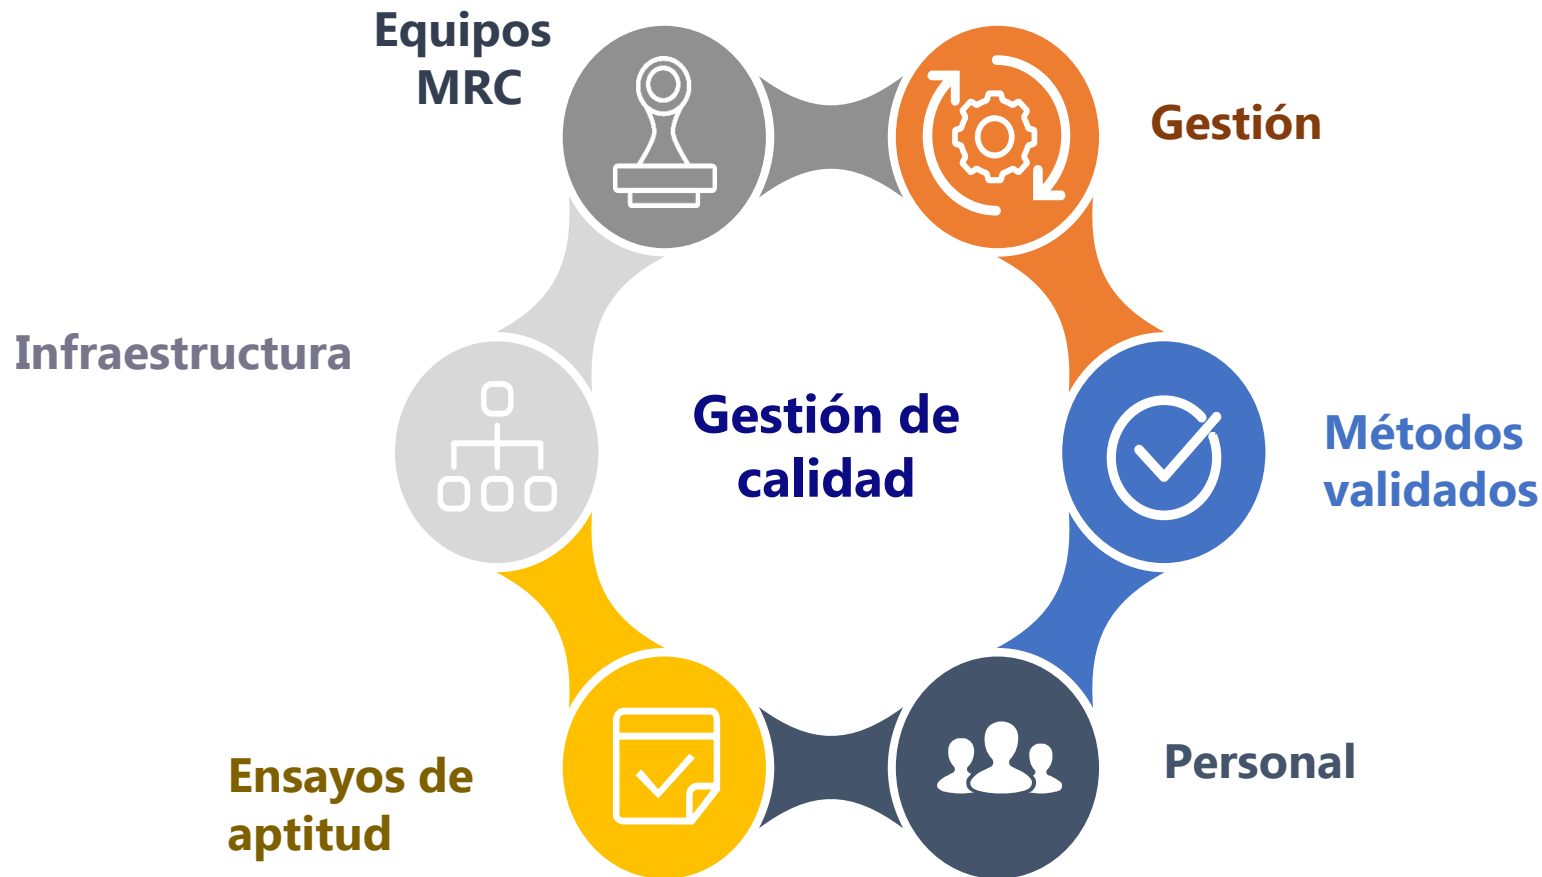 Equipos
MRC
Gestión
Infraestructura
Gestión de
calidad
Métodos
validados
Personal
Ensayos de
aptitud